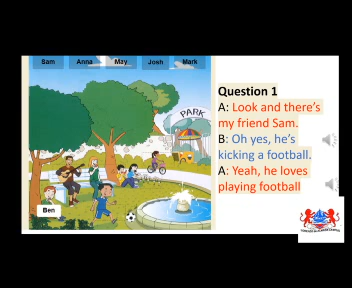 Sam Anna May Josh Mark
PARK
Ben
Question 1
A: Look and there's
my friend Sam.
B: Oh yes, he's
kicking a football.
A: Yeah, he loves
playing football